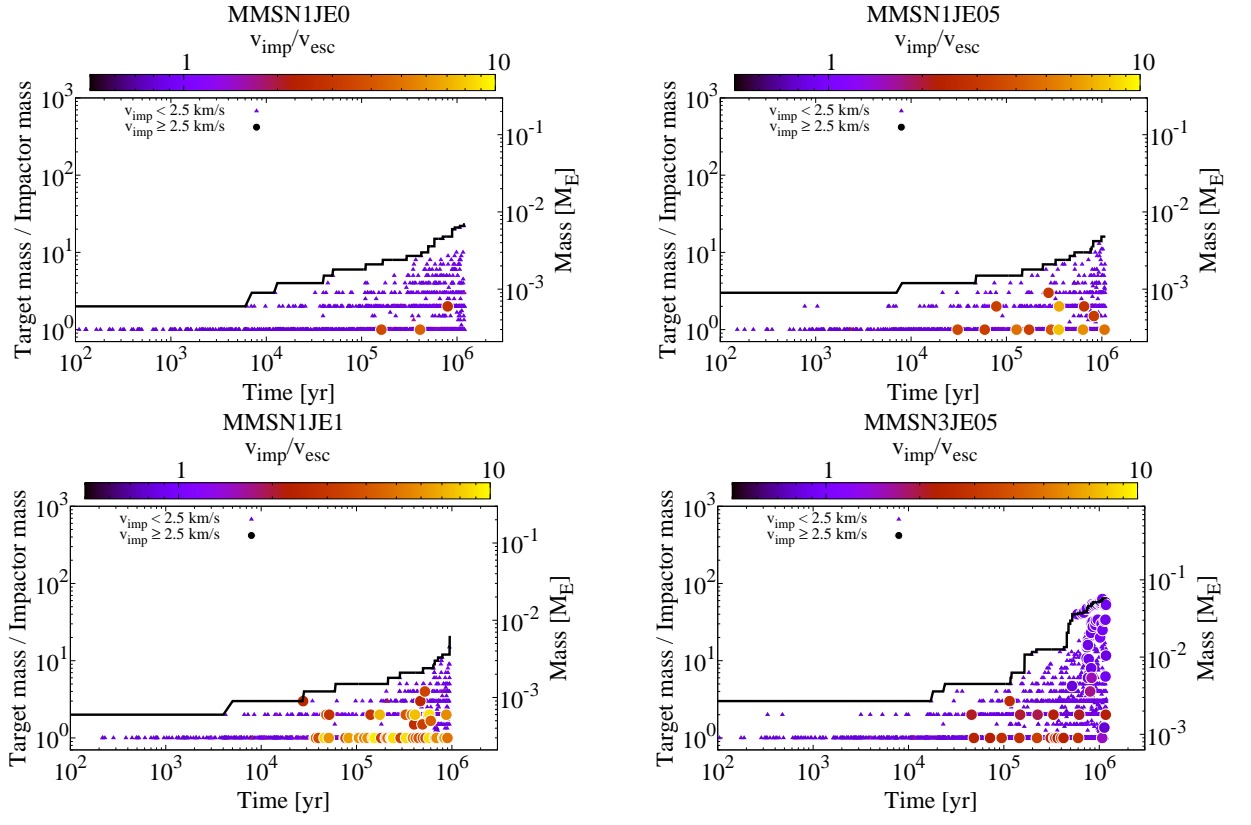 MMSN1JE0
v_imp/v_esc
1 10
10^3
10^2
10^1
10^0
Target mass / Impactor mass
v_imp < 2.5 km/s
v_imp ≥ 2.5 km/s
10^-1
10^-2
10^-3
Mass [M_E]
10^2 10^3 10^4 10^5 10^6
Time [yr]
MMSN1JE05
v_imp/v_esc
1 10
10^3
10^2
10^1
10^0
Target mass / Impactor mass
v_imp < 2.5 km/s
v_imp ≥ 2.5 km/s
10^-1
10^-2
10^-3
Mass [M_E]
10^2 10^3 10^4 10^5 10^6
Time [yr]
MMSN1JE1
v_imp/v_esc
1 10
10^3
10^2
10^1
10^0
Target mass / Impactor mass
v_imp < 2.5 km/s
v_imp ≥ 2.5 km/s
10^-1
10^-2
10^-3
Mass [M_E]
10^2 10^3 10^4 10^5 10^6
Time [yr]
MMSN3JE05
v_imp/v_esc
1 10
10^3
10^2
10^1
10^0
Target mass / Impactor mass
v_imp < 2.5 km/s
v_imp ≥ 2.5 km/s
10^-1
10^-2
10^-3
Mass [M_E]
10^2 10^3 10^4 10^5 10^6
Time [yr]